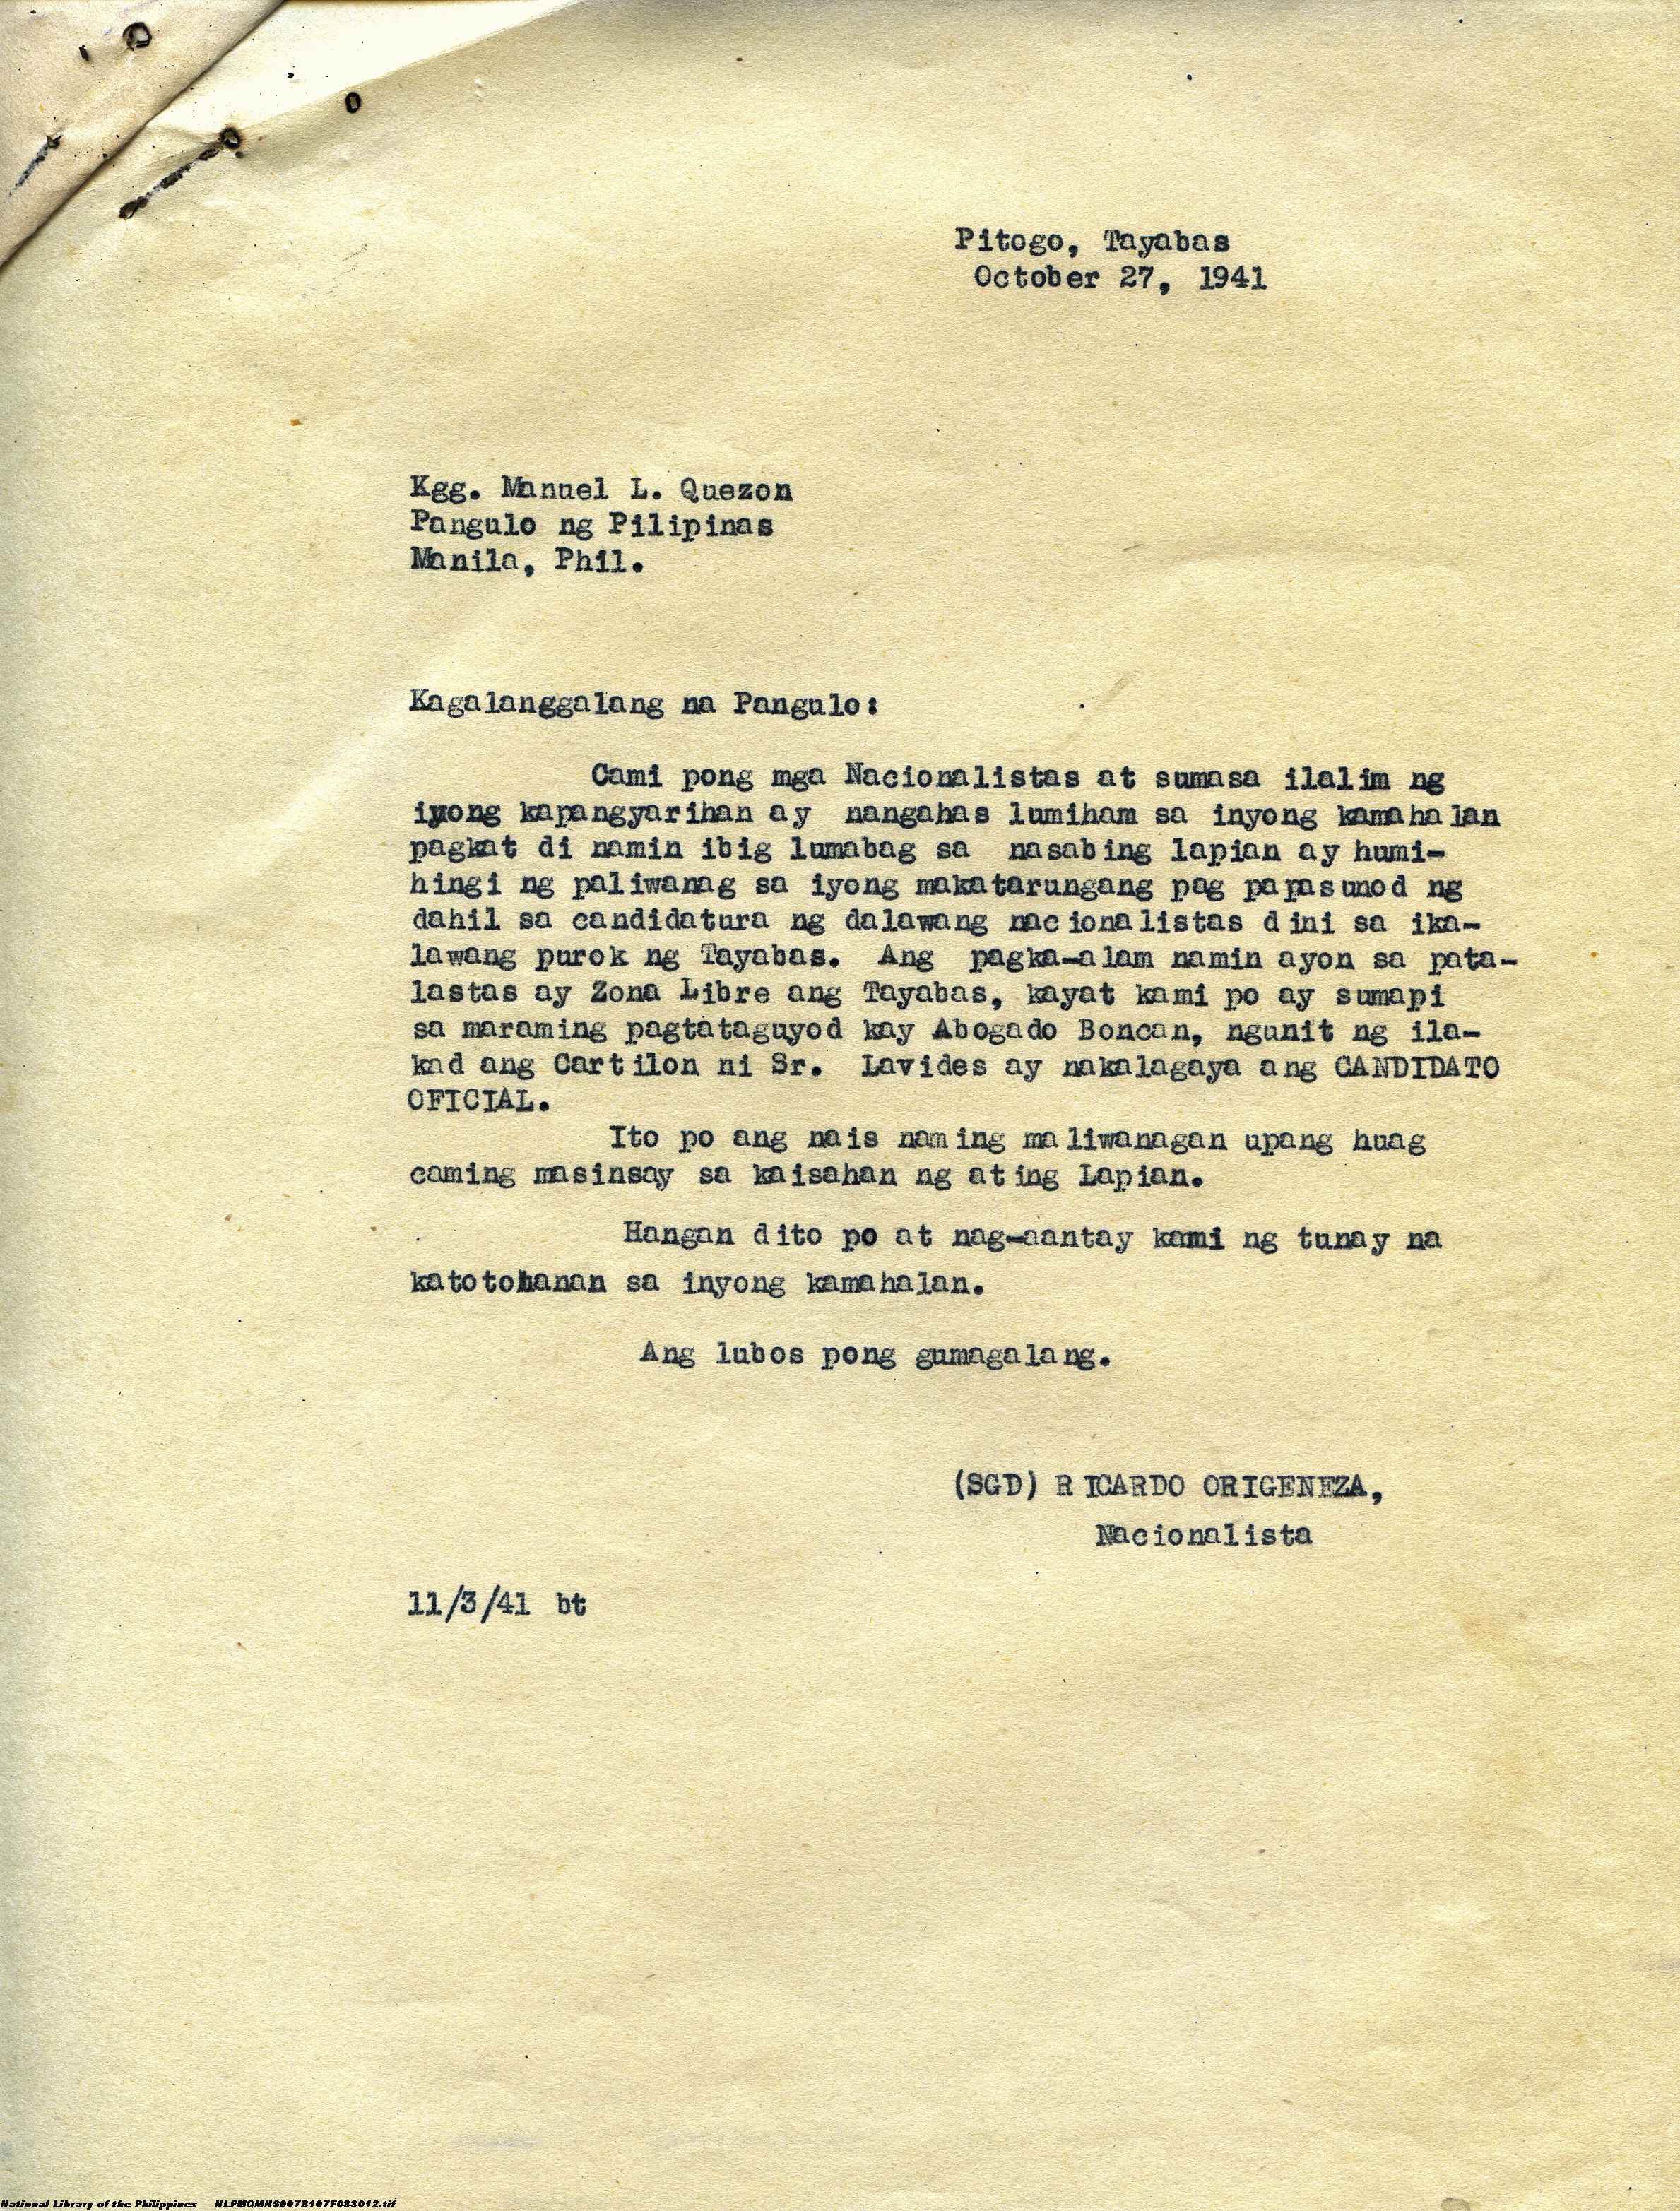 Pitogo, Tayabas
October 27, 1941
Kgg. Manuel L. Quezon
Pangulo ng Pilipinas
Manila, Phil.
Kagalanggalang na Pangulo:
Cami pong mga Nacionalistas at sumasa ilalim ng
iyong kapangyarihan ay nangahas lumiham sa inyong kamahalan
pagkat di namin ibig lumabag sa nasabing lapian ay humi-
hingi ng paliwanag sa iyong makatarungang pag papasunod ng
dahil sa candidatura ng dalawang nacionalistas dini sa ika-
lawang purok ng Tayabas. Ang pagka-alam namin ayon sa pata-
lastas ay Zona Libre ang Tayabas, kayat kami po ay sumapi
sa maraming pagtataguyod kay Abogado Boncan, ngunit ng ila-
kad ang Cartilon ni Sr. Lavides ay nakalagaya ang CANDIDATO
OFICIAL.
Ito po ang nais naming maliwanagan upang huag
caming masinsay sa kaisahan ng ating Lapian.
Hangan dito po at nag-aantay kami ng tunay na
katotohanan sa inyong kamahalan.
Ang lubos pong gumagalang.
(SGD) RICARDO ORIGENEZA,
Nacionalista
11/3/41 bt
National Library of the Philippines NLPMQMNS007B107F033012.tif